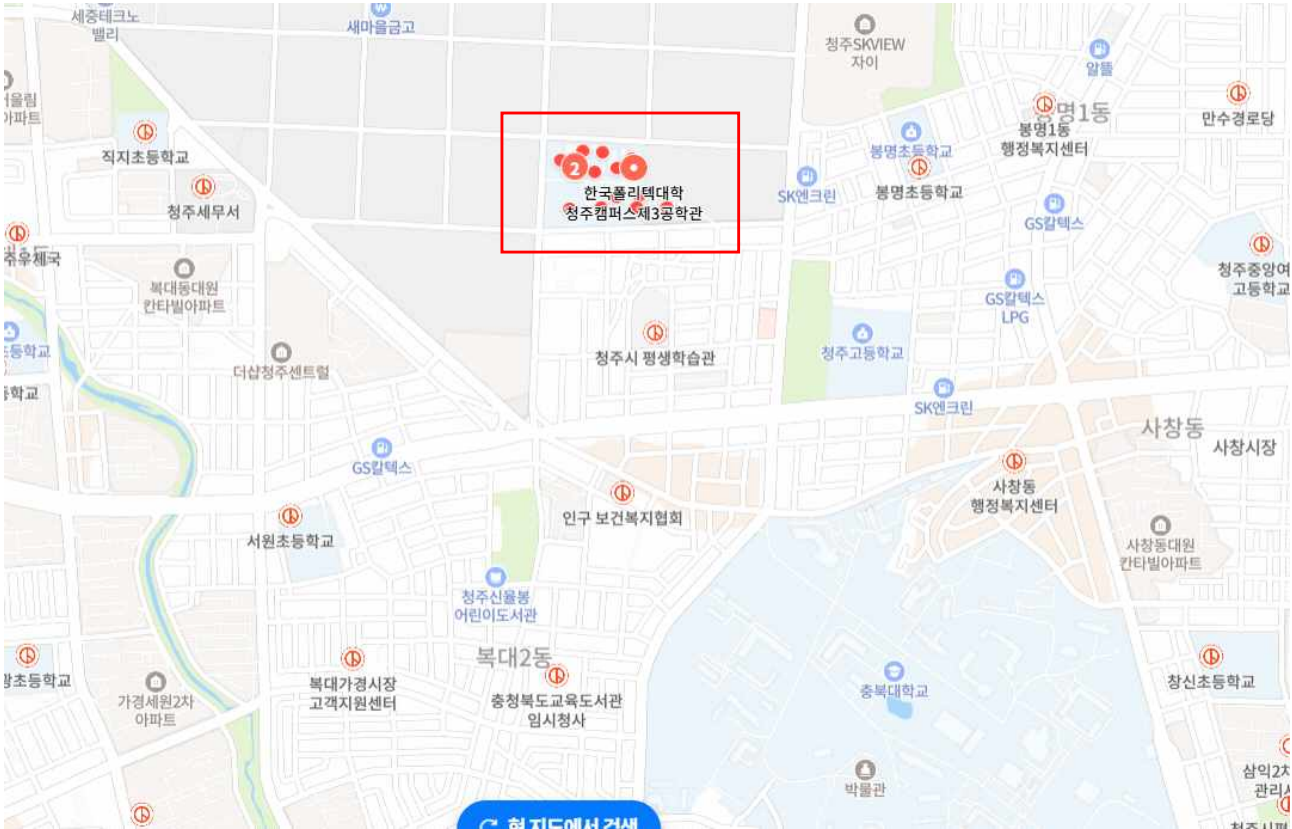 세중테크노
밸리
새마을금고
청주SKVIEW
자이
알뜰
만수경로당
봉명1동
행정복지센터
직지초등학교
봉명초등학교
봉명초등학교
2
한국폴리텍대학
청주캠퍼스제3공학관
SK엔크린
청주세무서
GS칼텍스
주우체국
복대동대원
칸타빌아파트
청주중앙여
고등학교
GS칼텍스
LPG
청주시 평생학습관
청주고등학교
더샵청주센트럴
SK엔크린
사창동
사창시장
GS칼텍스
사창동
행정복지센터
인구 보건복지협회
서원초등학교
사창동대원
칸타빌아파트
청주신율봉
어린이도서관
복대2동
가경세원2차
아파트
복대가경시장
고객지원센터
충청북도교육도서관
임시청사
충북대학교
창신초등학교
박물관
삼익2차
현 지도에서 검색